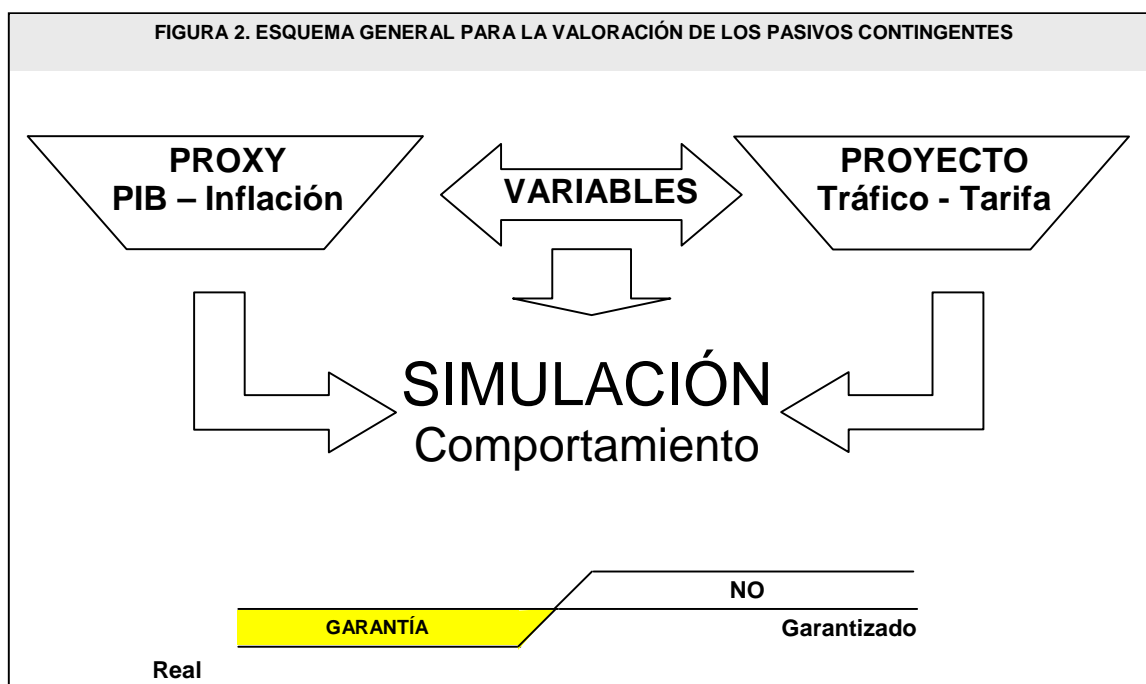 FIGURA 2. ESQUEMA GENERAL PARA LA VALORACIÓN DE LOS PASIVOS CONTINGENTES
PROXY
PIB – Inflación
VARIABLES
PROYECTO
Tráfico - Tarifa
SIMULACIÓN
Comportamiento
NO
GARANTÍA
Garantizado
Real